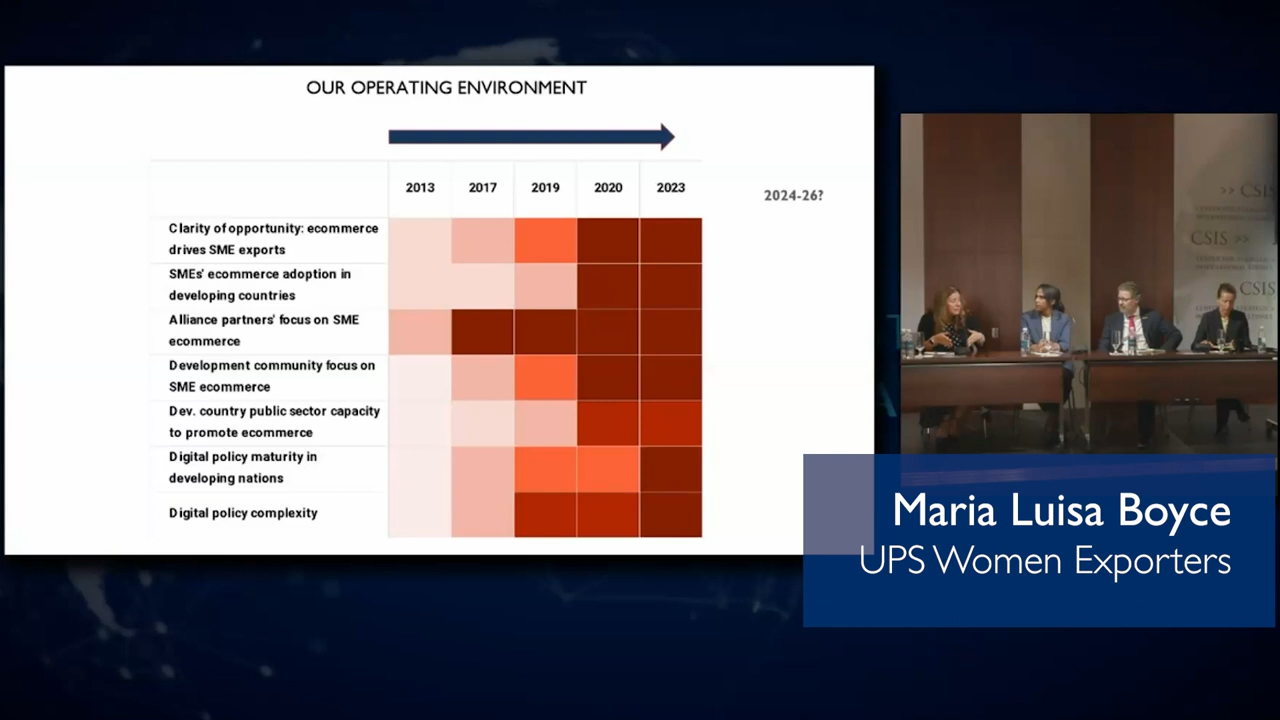 OUR OPERATING ENVIRONMENT
2013 2017 2019 2020 2023
2024-26?
Clarity of opportunity: ecommerce
drives SME exports
SMEs' ecommerce adoption in
developing countries
Alliance partners' focus on SME
ecommerce
Development community focus on
SME ecommerce
Dev. country public sector capacity
to promote ecommerce
Digital policy maturity in
developing nations
Digital policy complexity
>> CSIS
CSIS >>
CSIS
Maria Luisa Boyce
UPS Women Exporters